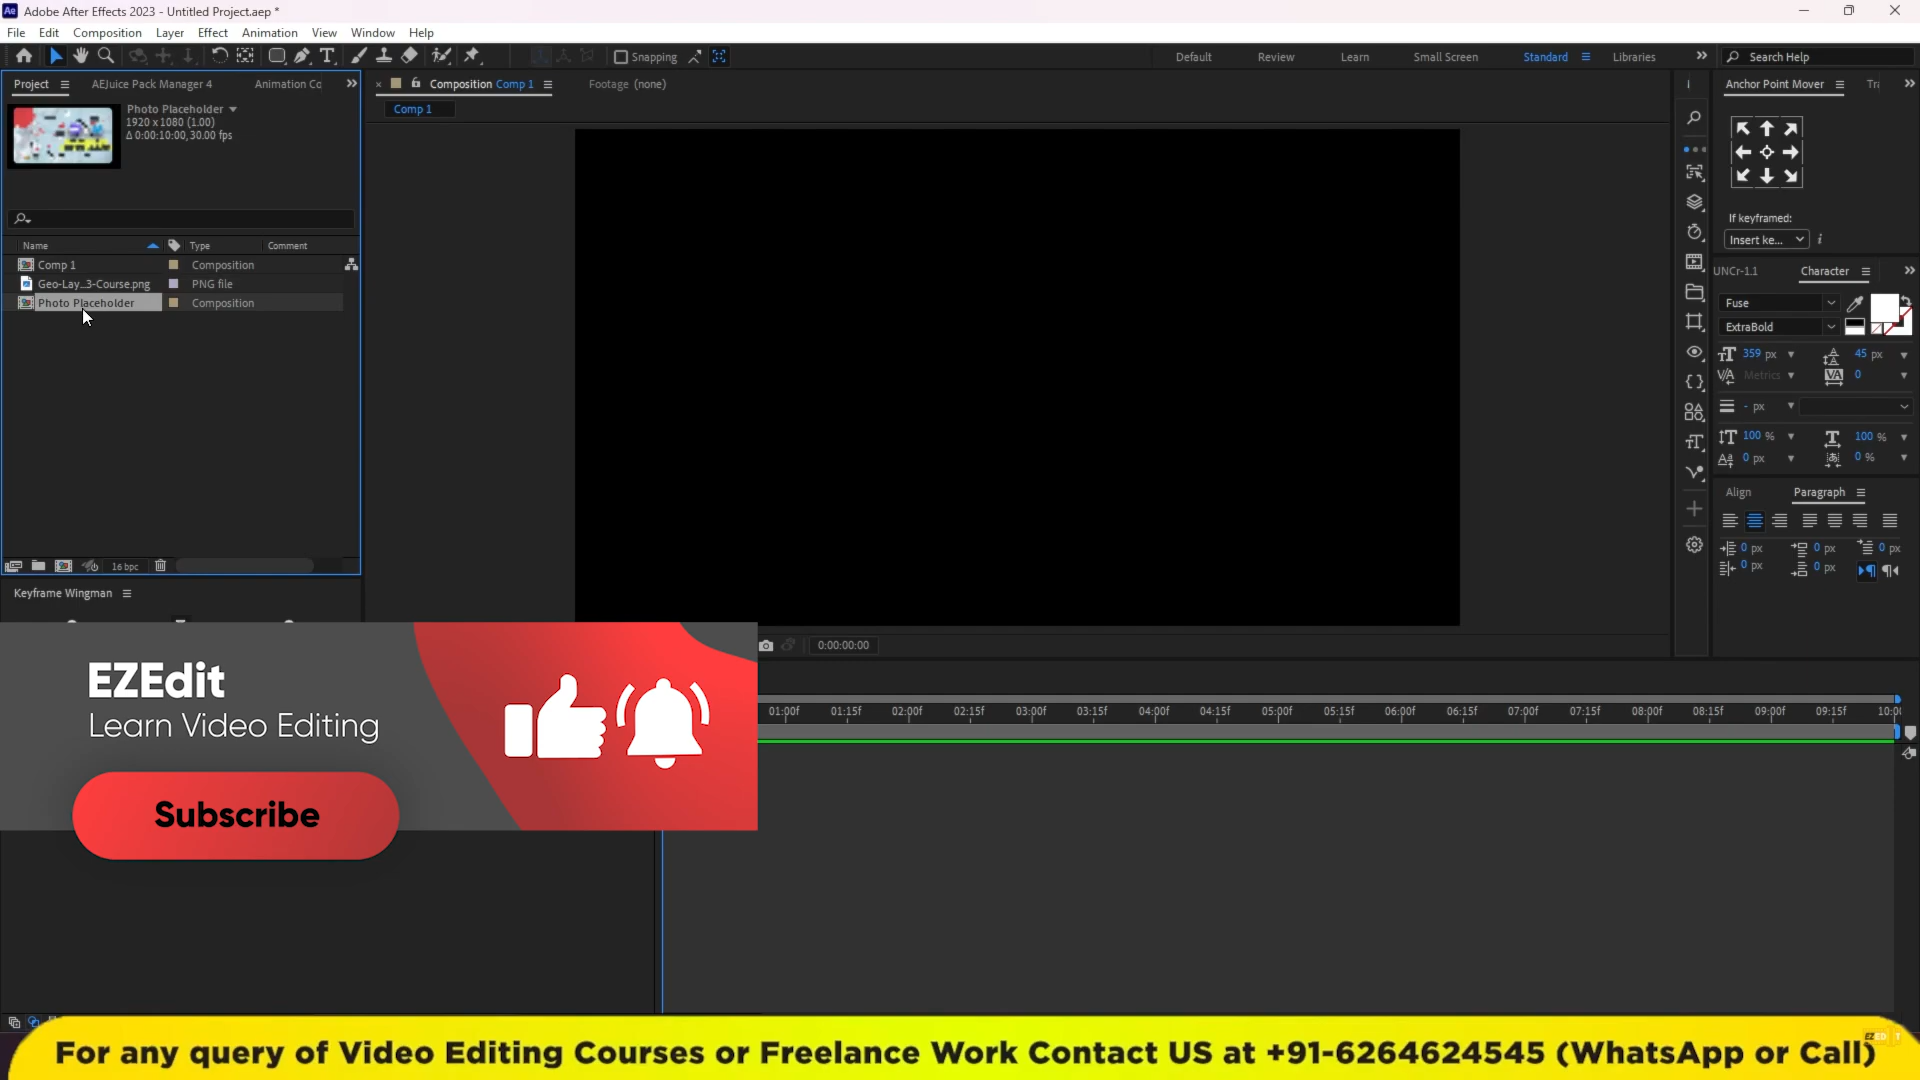 Ae Adobe After Effects 2023 - Untitled Project.aep *
File Edit Composition Layer Effect Animation View Window Help
Snapping Default Review Learn Small Screen Standard Libraries Search Help
Project AEJuice Pack Manager 4 Animation Co
Composition Comp 1 Footage (none)
Anchor Point Mover
Comp 1
Photo Placeholder
1920 x 1080 (1.00)
Δ 0:00:10:00, 30.00 fps
If keyframed:
Insert ke...
Name Type Comment
Comp 1 Composition
Geo-Lay_3-Course.png PNG file
Photo Placeholder Composition
UNCr-1.1 Character
Fuse
ExtraBold
359 px 45 px
Metrics 0
- px
100 % 100 %
0 px 0 %
Align Paragraph
0 px 0 px 0 px
0 px 0 px
16 bpc
Keyframe Wingman
0:00:00:00
EZEdit
Learn Video Editing
Subscribe
01:00f 01:15f 02:00f 02:15f 03:00f 03:15f 04:00f 04:15f 05:00f 05:15f 06:00f 06:15f 07:00f 07:15f 08:00f 08:15f 09:00f 09:15f 10:0
For any query of Video Editing Courses or Freelance Work Contact US at +91-6264624545 (WhatsApp or Call)